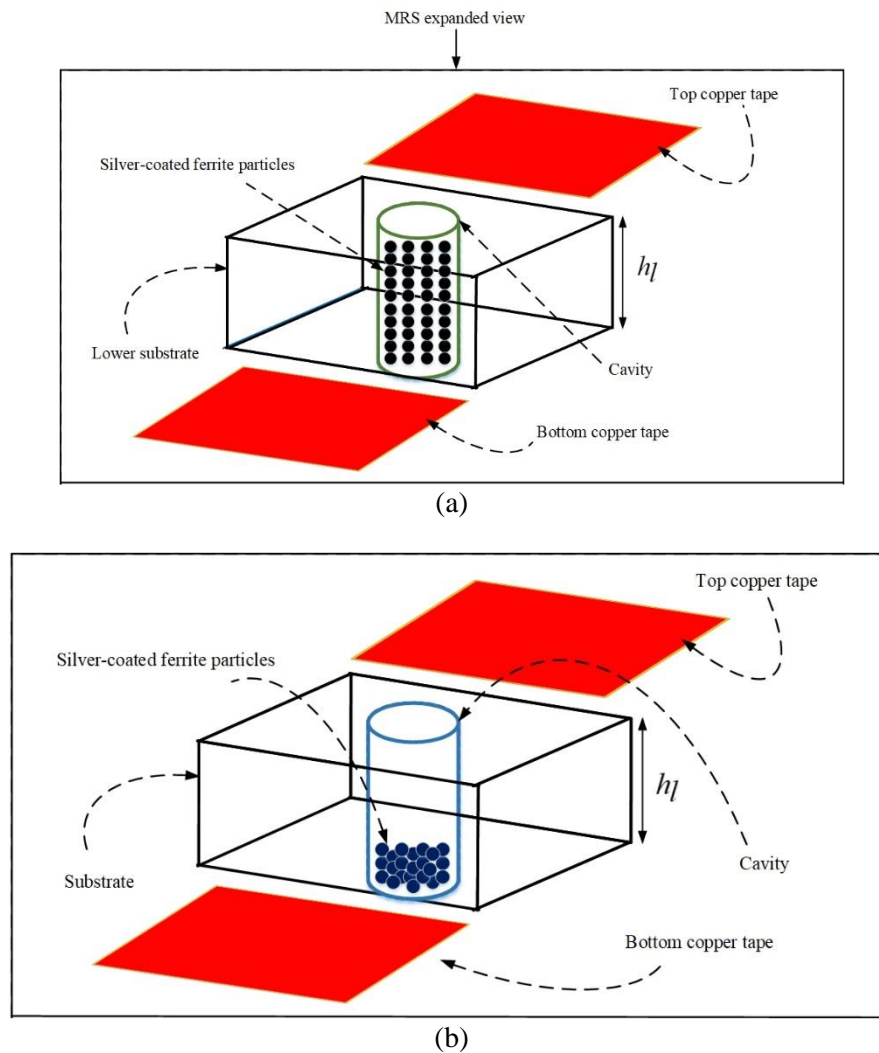 MRS expanded view
Top copper tape
Silver-coated ferrite particles
hl
Lower substrate
Cavity
Bottom copper tape
(a)
Top copper tape
Silver-coated ferrite particles
hl
Substrate
Cavity
Bottom copper tape
(b)